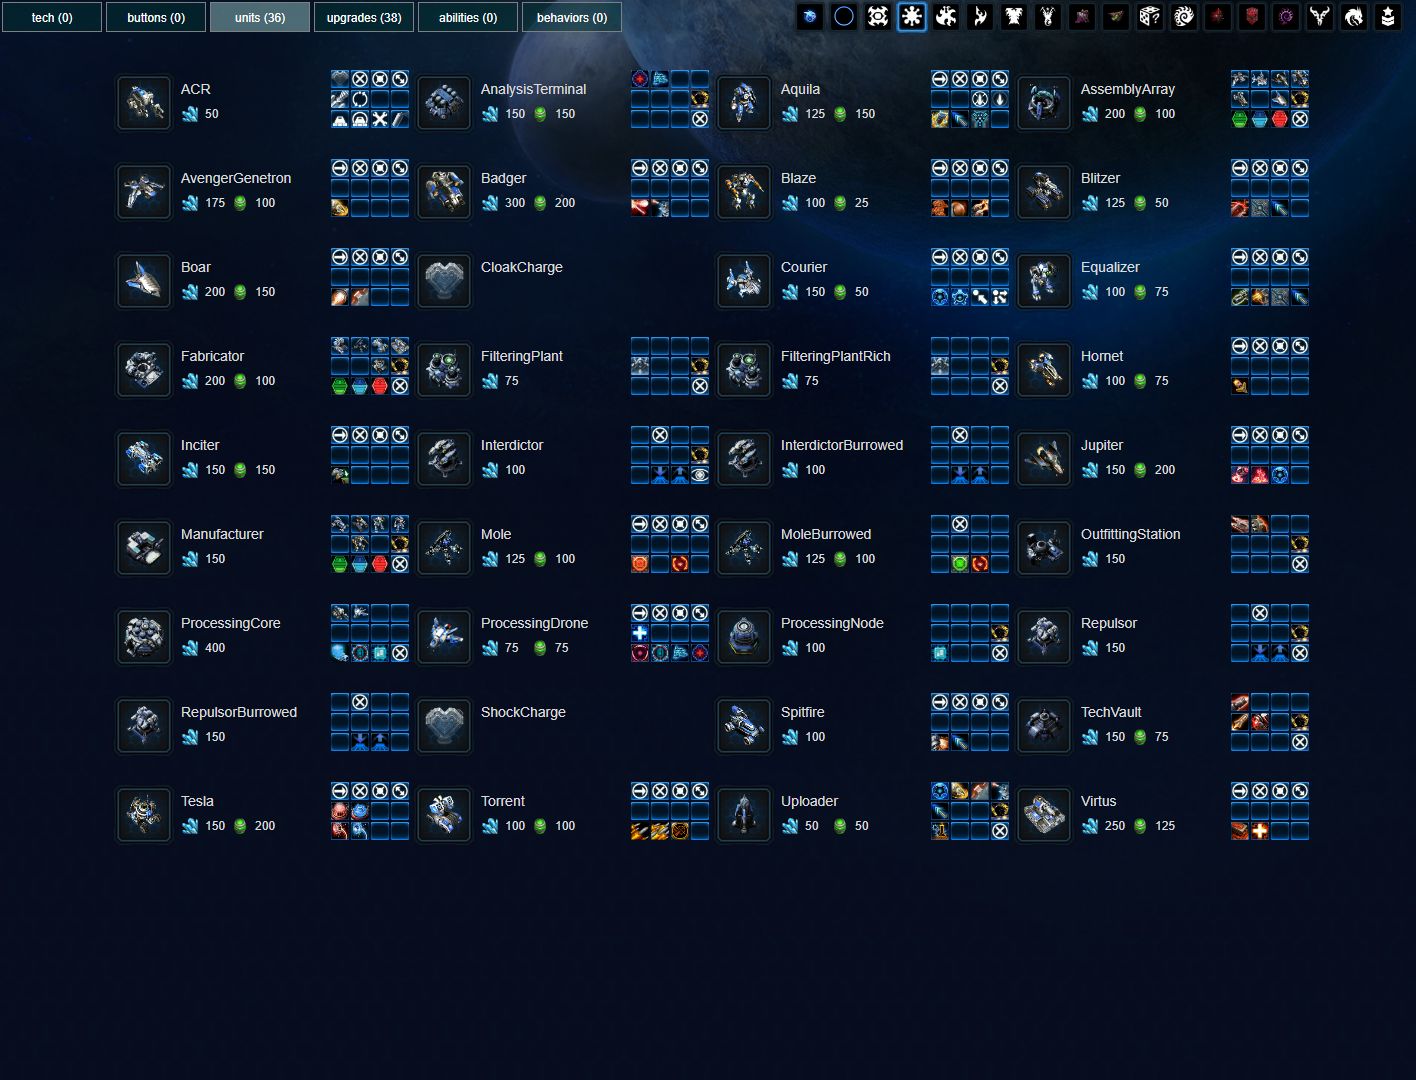 tech (0) buttons (0) units (36) upgrades (38) abilities (0) behaviors (0)
ACR AnalysisTerminal Aquila AssemblyArray
50 150 150 125 150 200 100
AvengerGenetron Badger Blaze Blitzer
175 100 300 200 100 25 125 50
Boar CloakCharge Courier Equalizer
200 150 150 50 100 75
Fabricator FilteringPlant FilteringPlantRich Hornet
200 100 75 75 100 75
Inciter Interdictor InterdictorBurrowed Jupiter
150 150 100 100 150 200
Manufacturer Mole MoleBurrowed OutfittingStation
150 125 100 125 100 150
ProcessingCore ProcessingDrone ProcessingNode Repulsor
400 75 75 100 150
RepulsorBurrowed ShockCharge Spitfire TechVault
150 100 150 75
Tesla Torrent Uploader Virtus
150 200 100 100 50 50 250 125